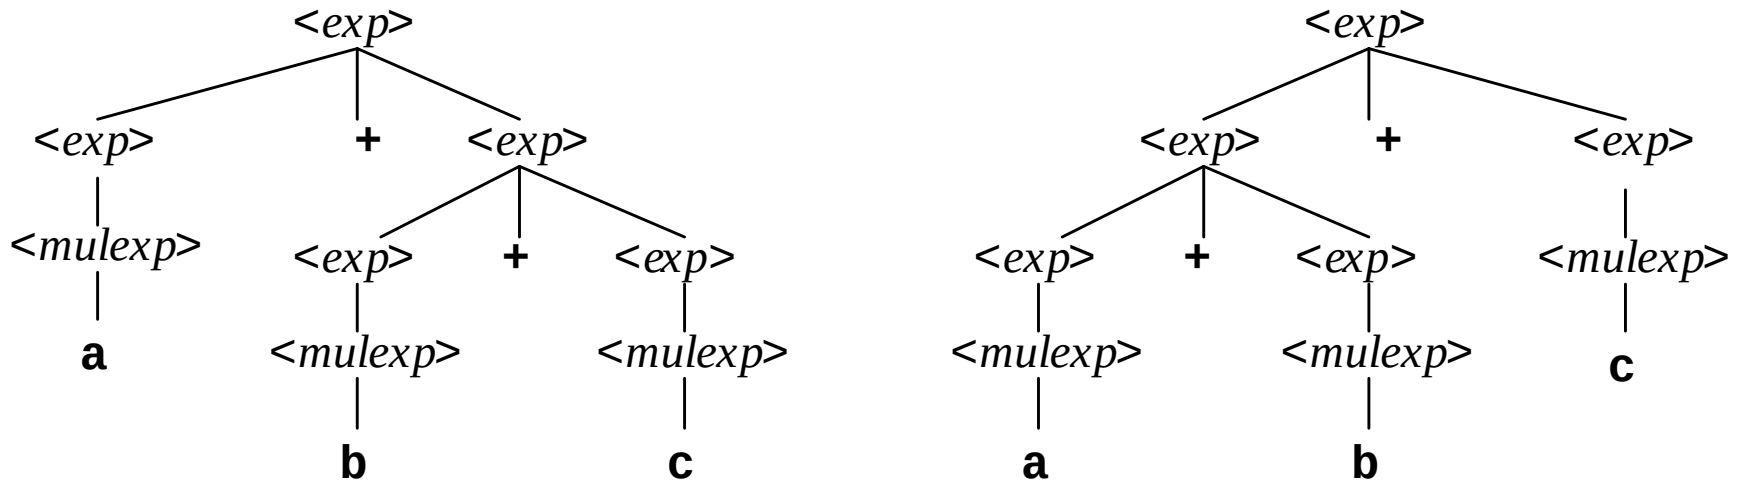 <exp> <exp>
<exp> + <exp> <exp> + <exp>
<mulexp> <exp> + <exp> <exp> + <exp> <mulexp>
a <mulexp> <mulexp> <mulexp> <mulexp> c
b c a b